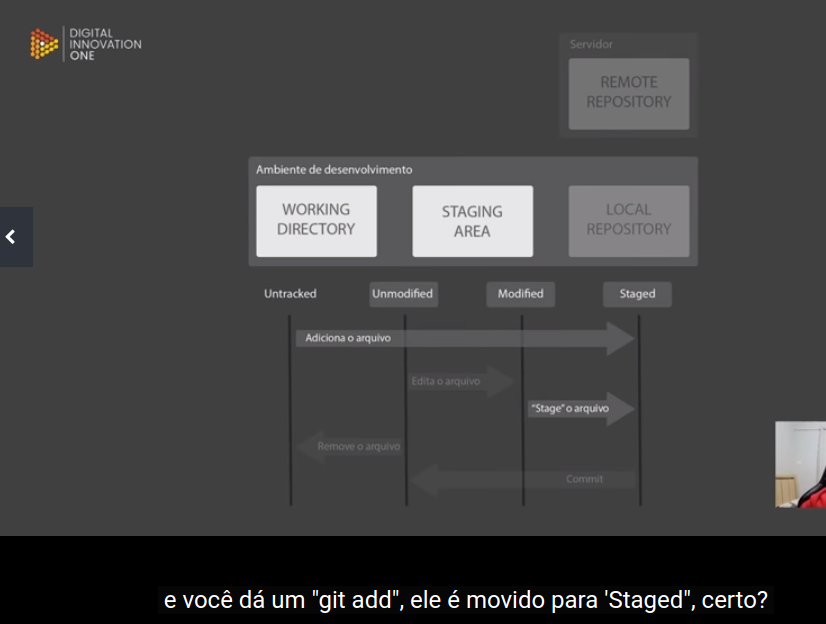 DIGITAL
INNOVATION
ONE
Servidor
REMOTE
REPOSITORY
Ambiente de desenvolvimento
WORKING
DIRECTORY
STAGING
AREA
LOCAL
REPOSITORY
Untracked
Unmodified
Modified
Staged
Adiciona o arquivo
Edita o arquivo
"Stage" o arquivo
Remove o arquivo
Commit
e você dá um "git add", ele é movido para 'Staged", certo?